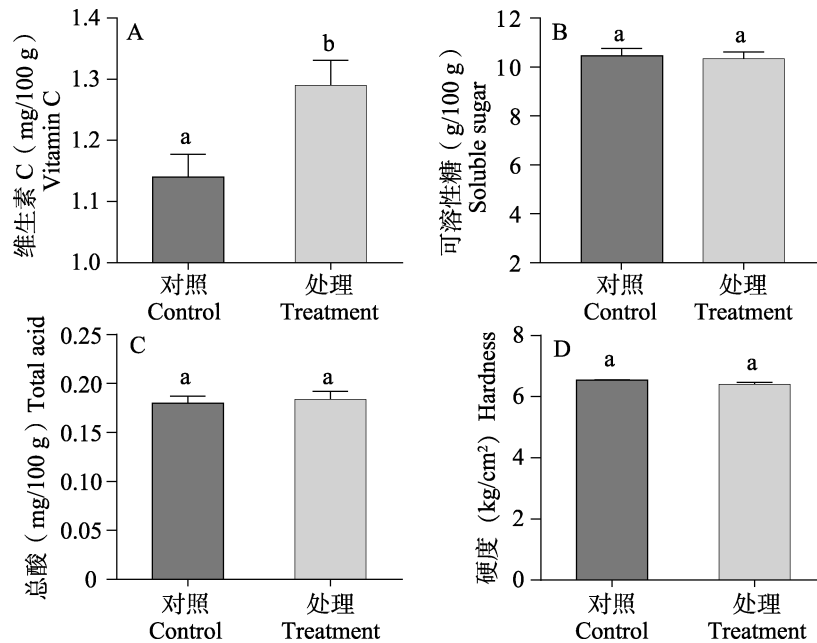 A
维生素 C（mg/100 g）
Vitamin C
1.4
1.3
1.2
1.1
1.0
a
b
对照
Control
处理
Treatment
B
可溶性糖（g/100 g）
Soluble sugar
12
10
8
6
4
2
a
a
对照
Control
处理
Treatment
C
总酸（mg/100 g）Total acid
0.25
0.20
0.15
0.10
0.05
0
a
a
对照
Control
处理
Treatment
D
硬度（kg/cm²）Hardness
8
6
4
2
0
a
a
对照
Control
处理
Treatment